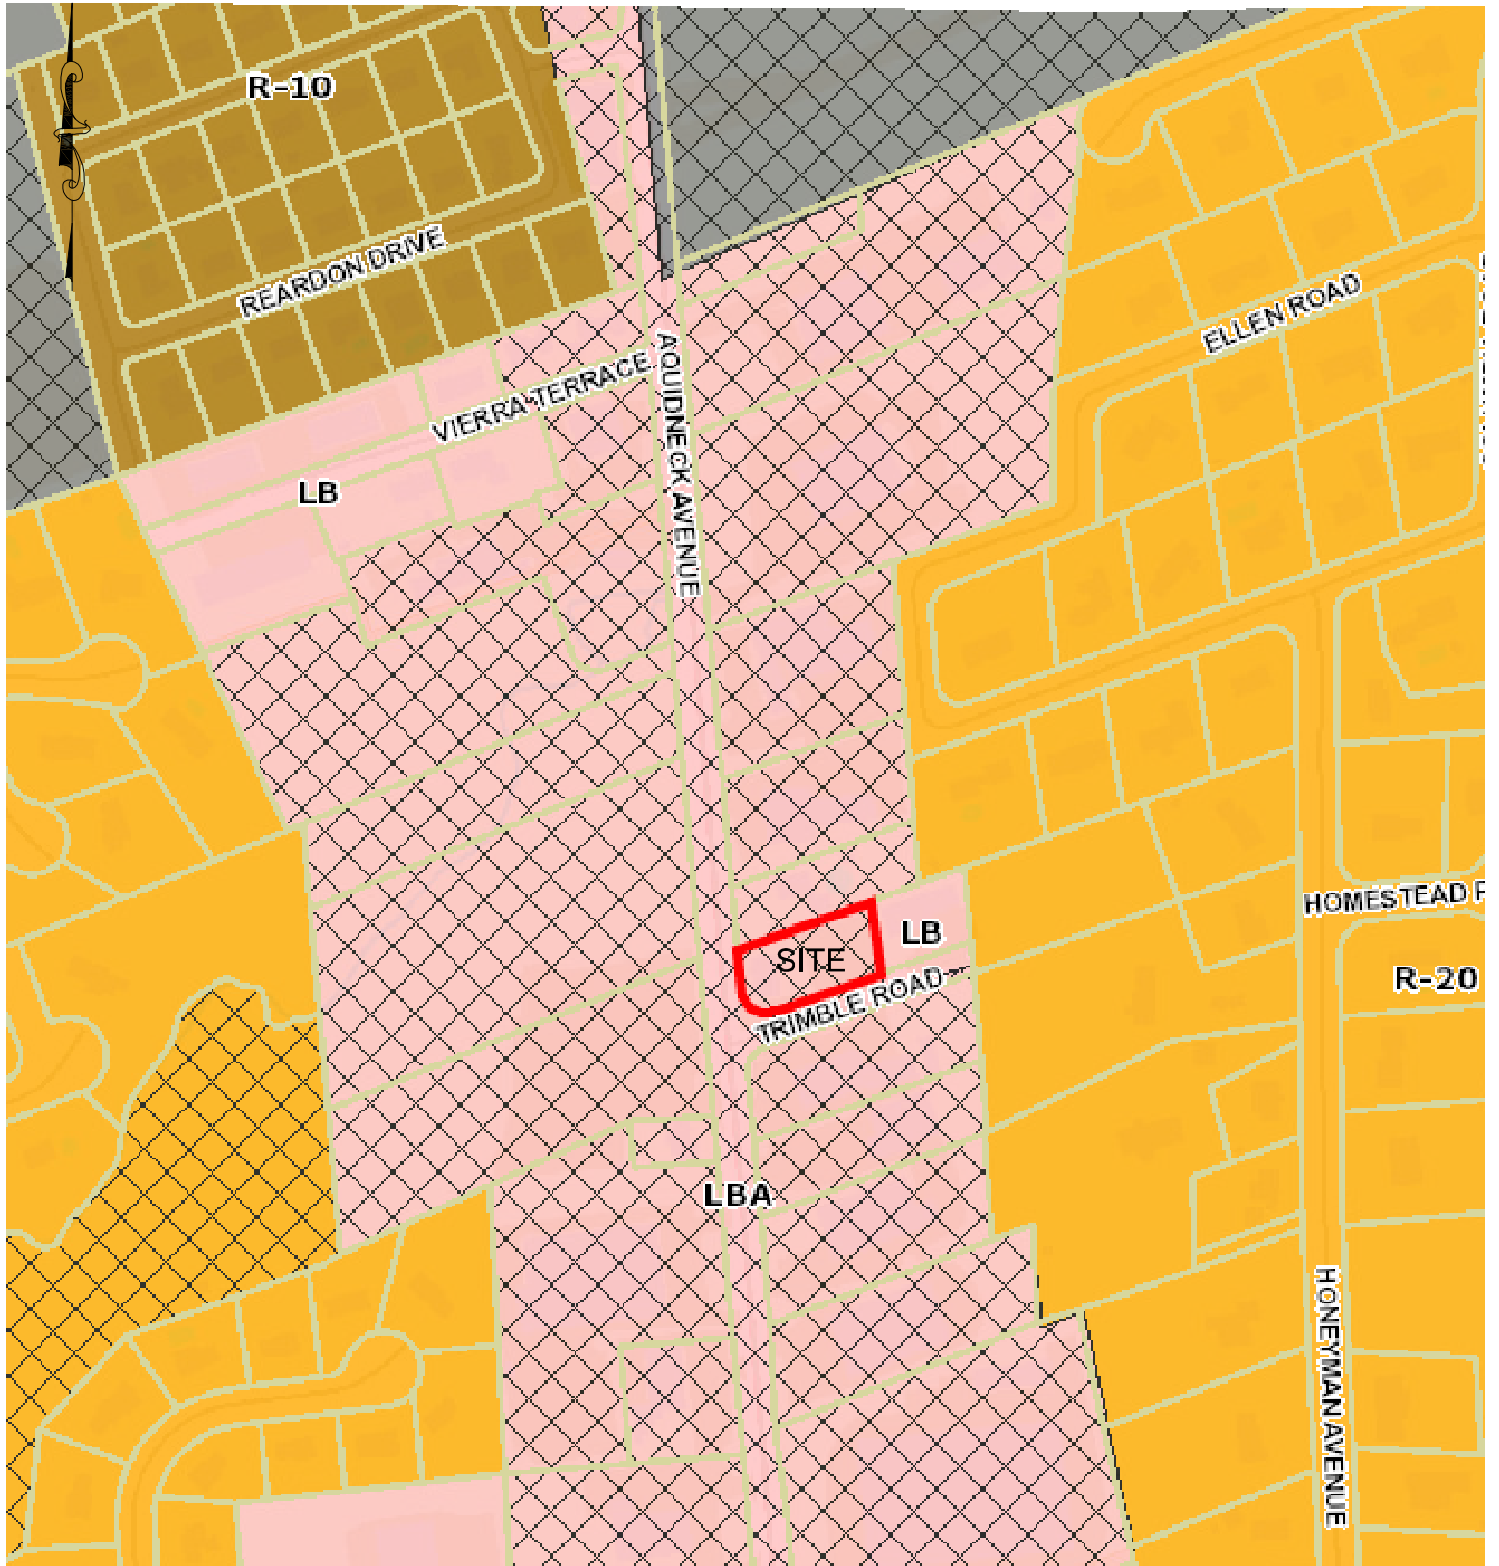 R-10
REARDON DRIVE
ELLEN ROAD
VIERRA TERRACE
AQUIDNECK AVENUE
LB
HOMESTEAD
LB
SITE
R-20
TRIMBLE ROAD
LBA
HONEYMAN AVENUE